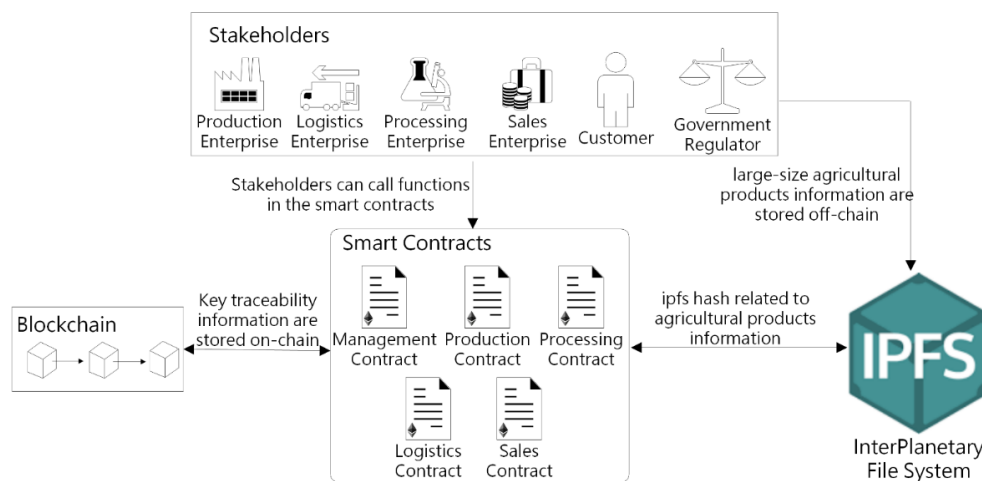 Stakeholders
Production
Enterprise
Logistics
Enterprise
Processing
Enterprise
Sales
Enterprise
Customer
Government
Regulator
Stakeholders can call functions
in the smart contracts
large-size agricultural
products information are
stored off-chain
Smart Contracts
Management
Contract
Production
Contract
Processing
Contract
Logistics
Contract
Sales
Contract
Blockchain
Key traceability
information are
stored on-chain
ipfs hash related to
agricultural products
information
IPFS
InterPlanetary
File System